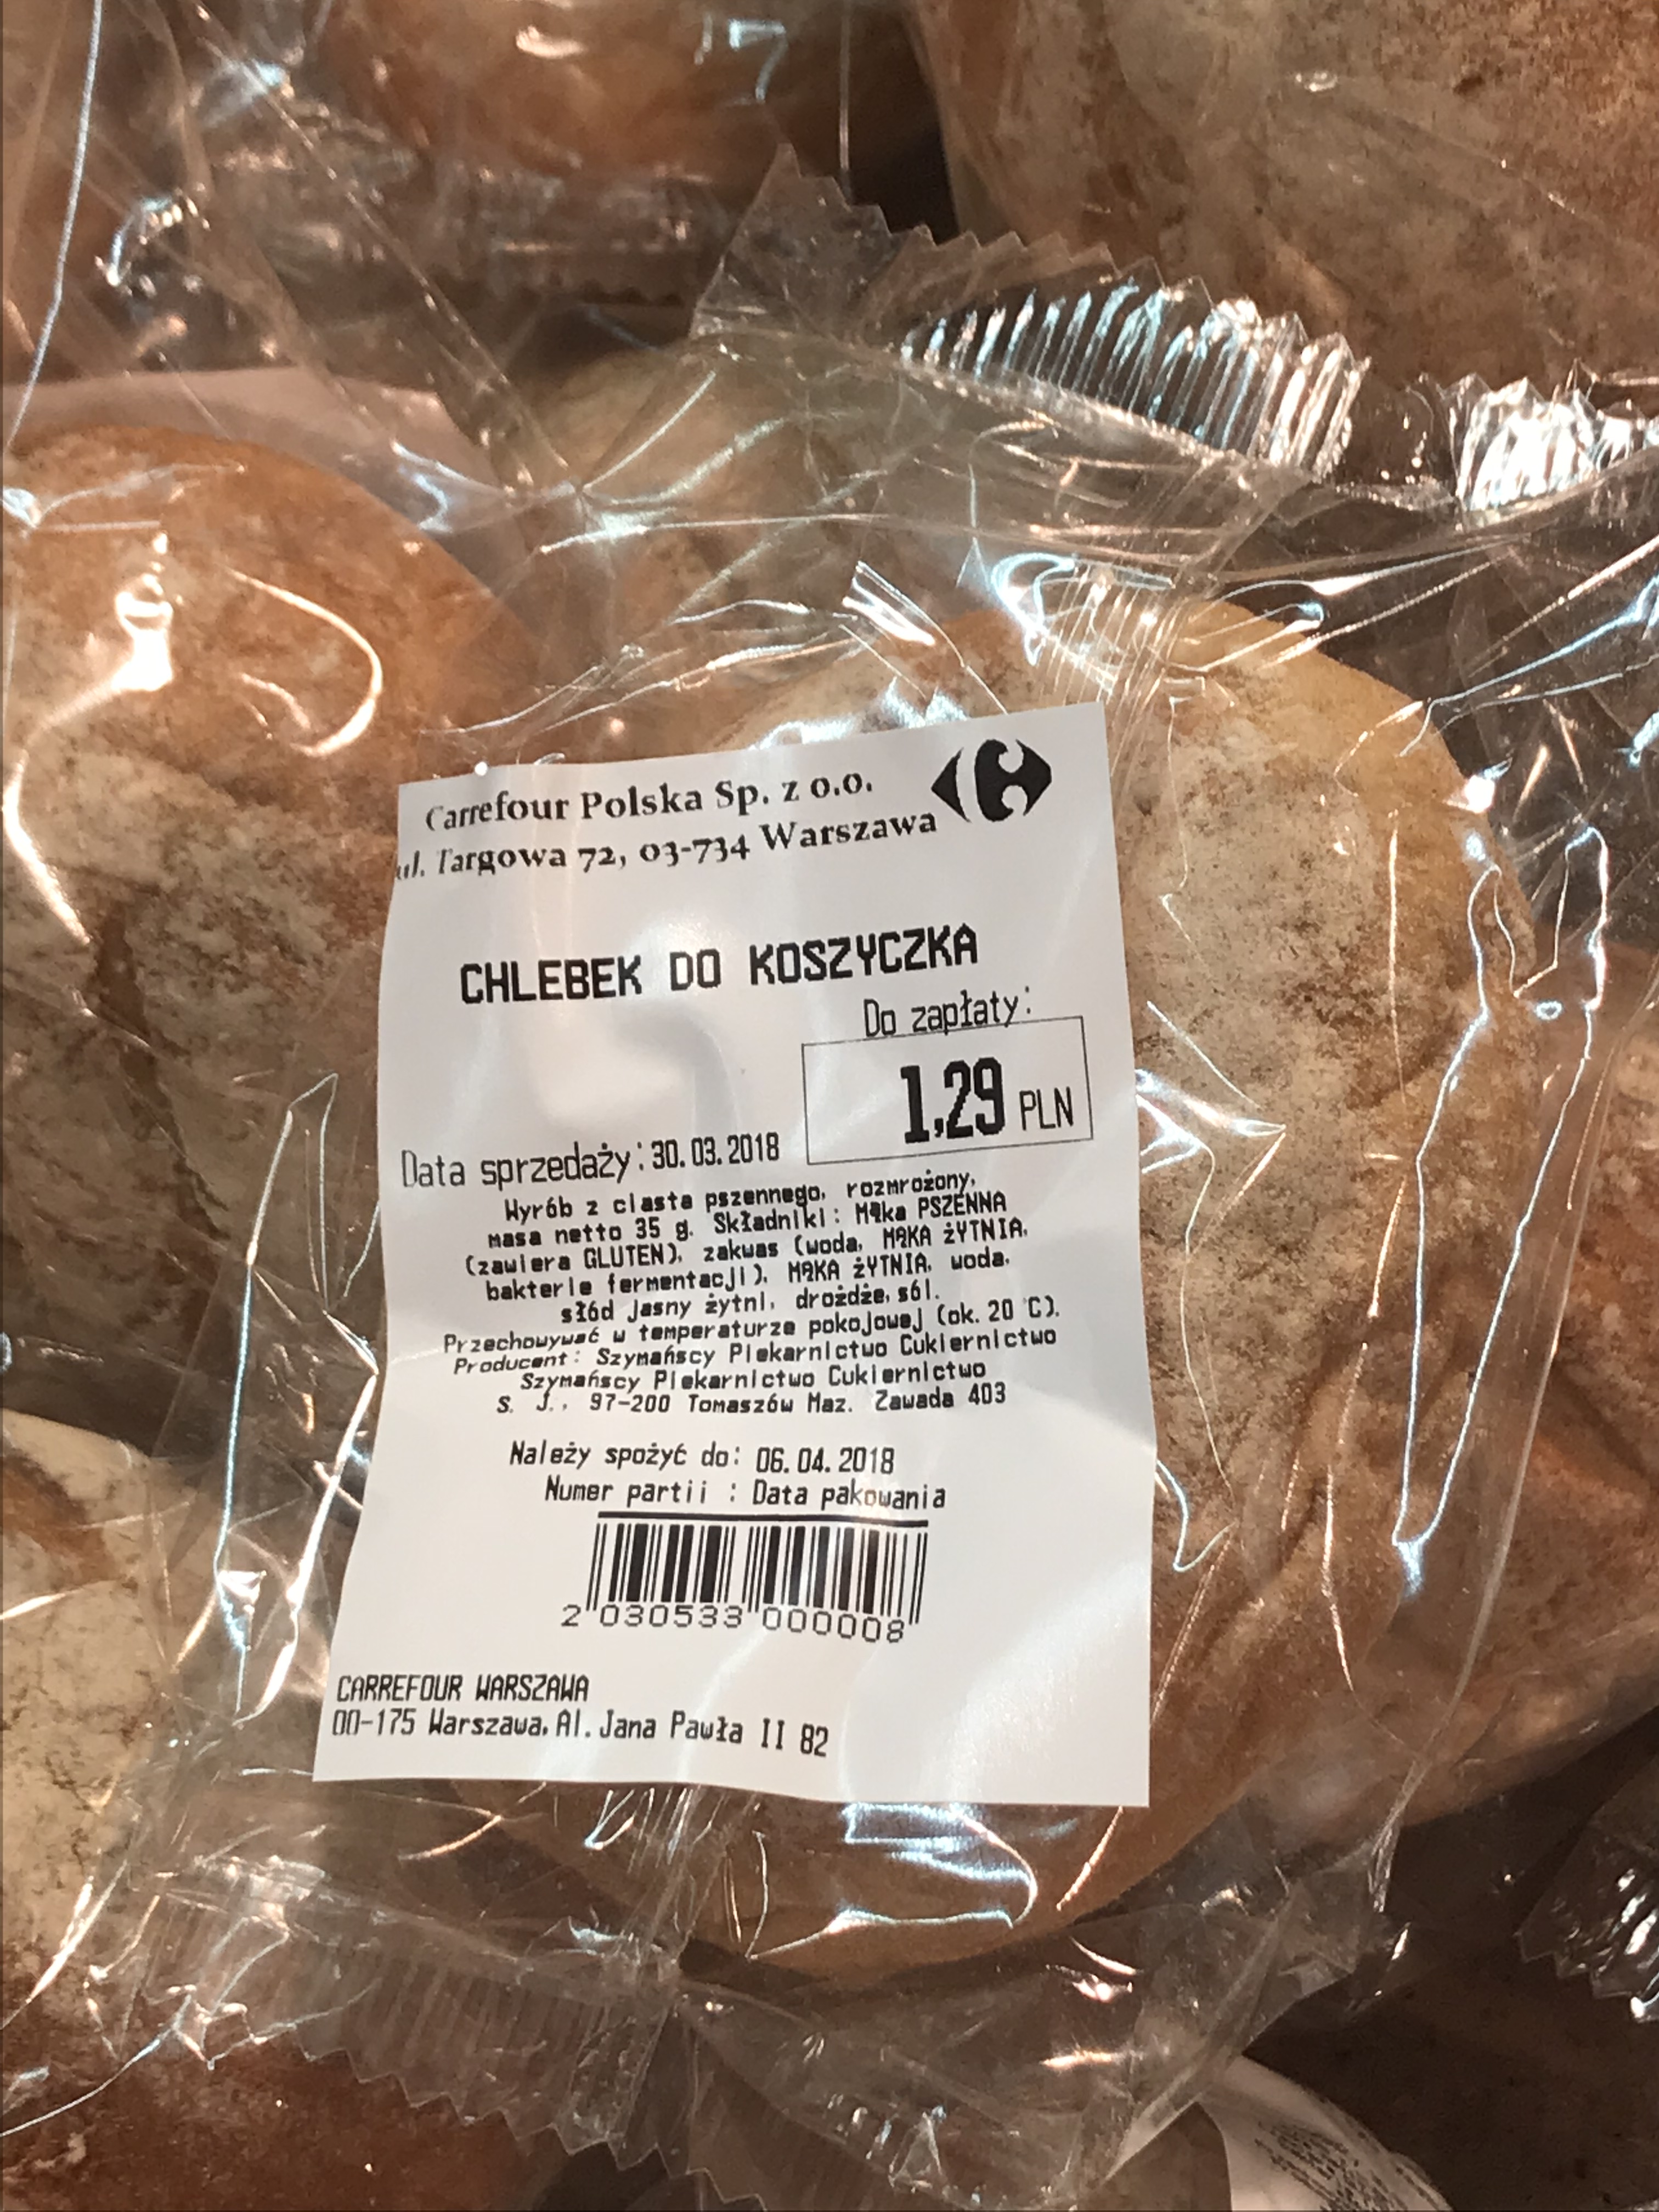 Carrefour Polska Sp. z o.o.
ul. Targowa 72, 03-734 Warszawa
CHLEBEK DO KOSZYCZKA
Do zapłaty:
1,29 PLN
Data sprzedaży: 30.03.2018
Wyrób z ciasta pszennego, rozmrożony,
masa netto 35 g. Składniki: Mąka PSZENNA
(zawiera GLUTEN), zakwas (woda, MĄKA ŻYTNIA,
bakterie fermentacji), MĄKA ŻYTNIA, woda,
słód jasny żytni, drożdże, sól.
Przechowywać w temperaturze pokojowej (ok. 20 °C).
Producent: Szymańscy Piekarnictwo Cukiernictwo
Szymańscy Piekarnictwo Cukiernictwo
S. J., 97-200 Tomaszów Maz. Zawada 403
Należy spożyć do: 06.04.2018
Numer partii : Data pakowania
2 030533 000008
CARREFOUR WARSZAWA
00-175 Warszawa, Al. Jana Pawła II 82